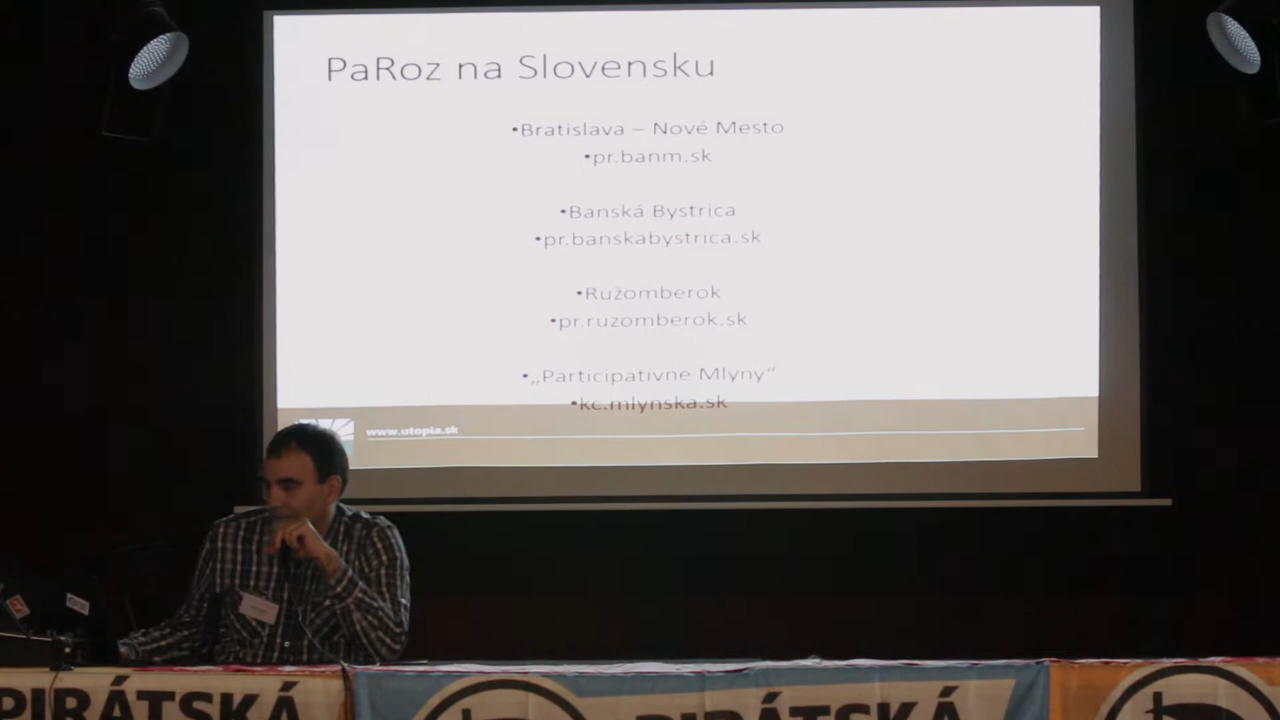 PaRoz na Slovensku
•Bratislava – Nové Mesto
•pr.banm.sk
•Banská Bystrica
•pr.banskabystrica.sk
•Ružomberok
•pr.ruzomberok.sk
•„Participatívne Mlyny“
•kc.mlynska.sk
www.utopia.sk
PIRÁTSKÁ
PIRÁTSKÁ